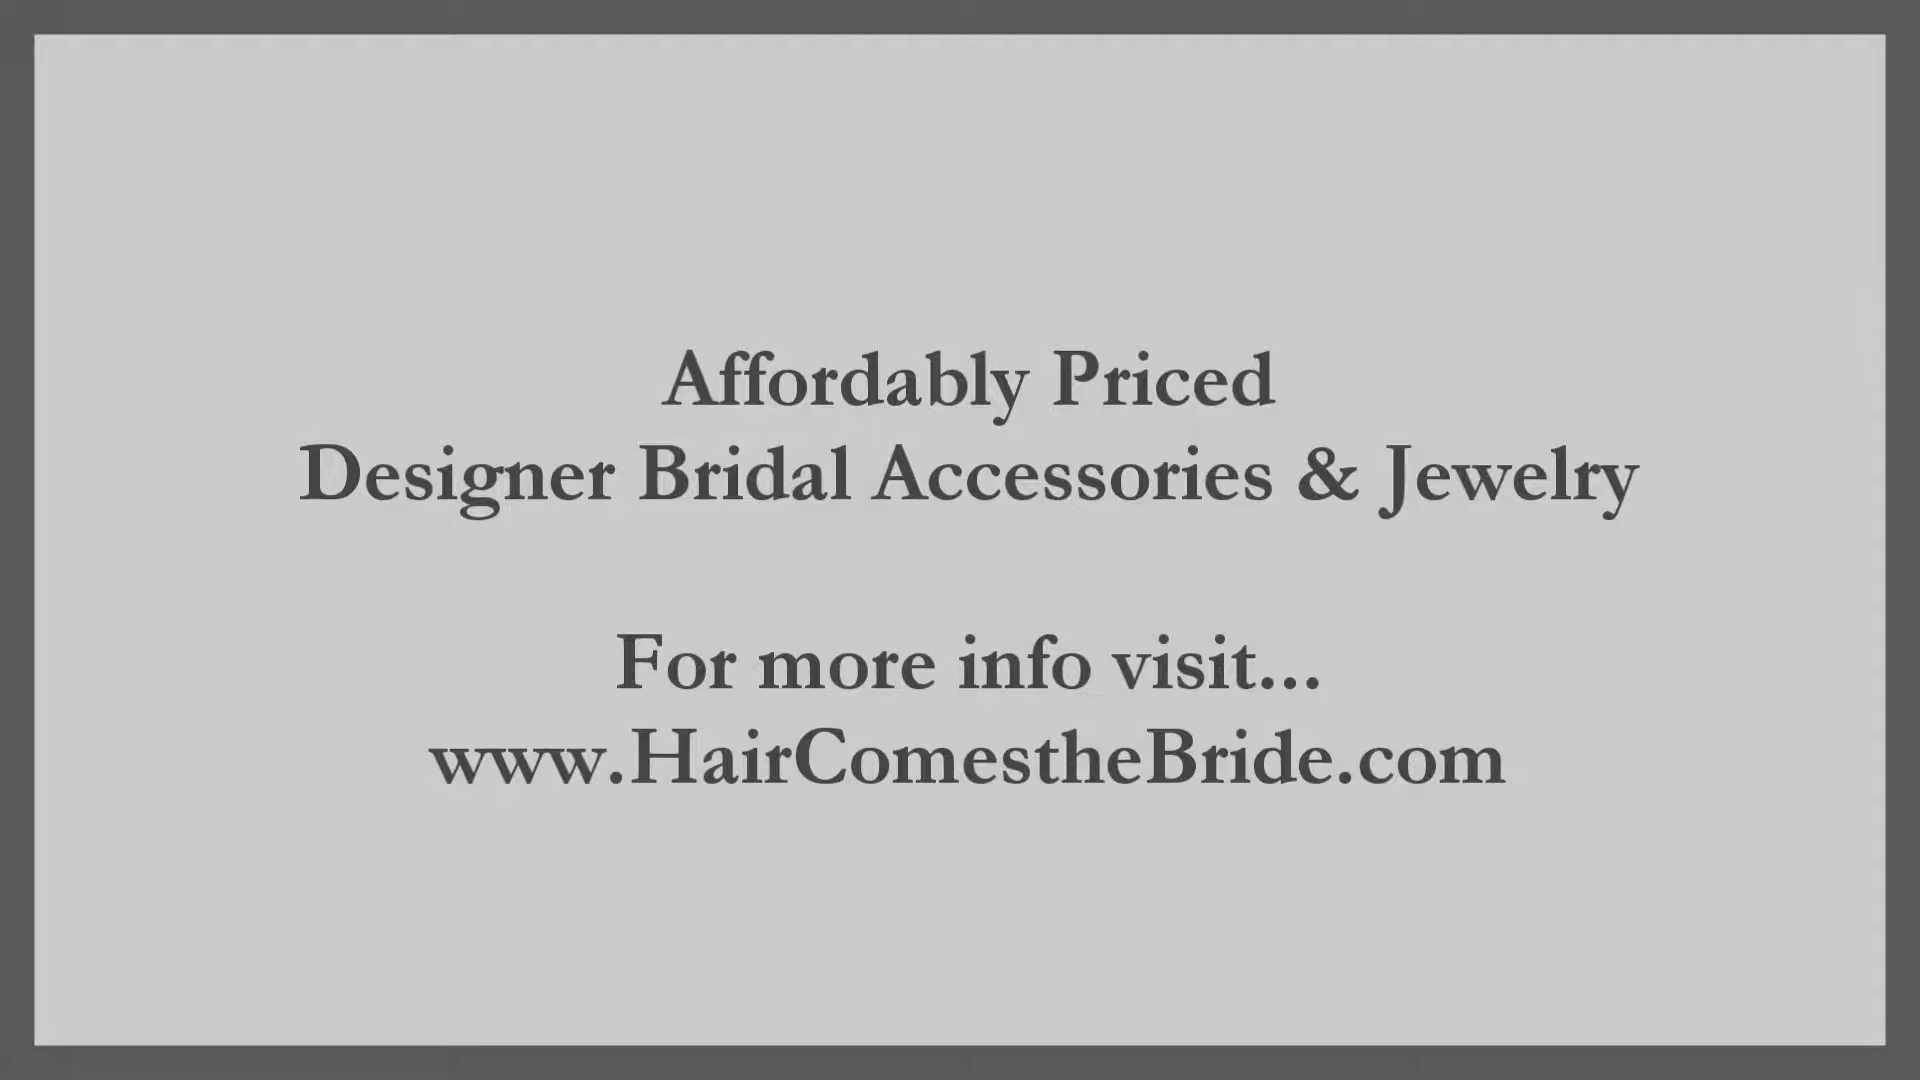 Affordably Priced
Designer Bridal Accessories & Jewelry
For more info visit...
www.HairComestheBride.com